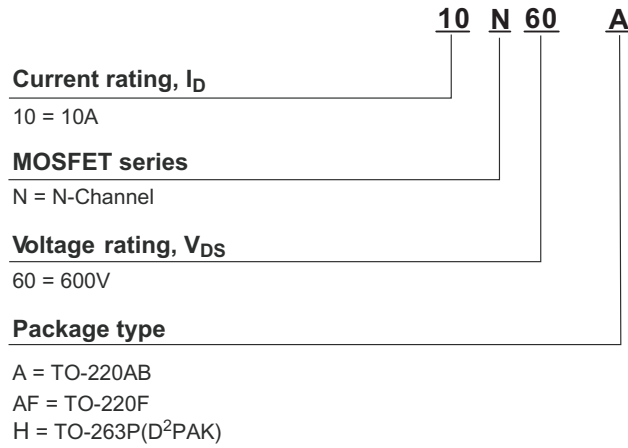 10 N 60 A
Current rating, ID
10 = 10A
MOSFET series
N = N-Channel
Voltage rating, VDS
60 = 600V
Package type
A = TO-220AB
AF = TO-220F
H = TO-263P(D²PAK)